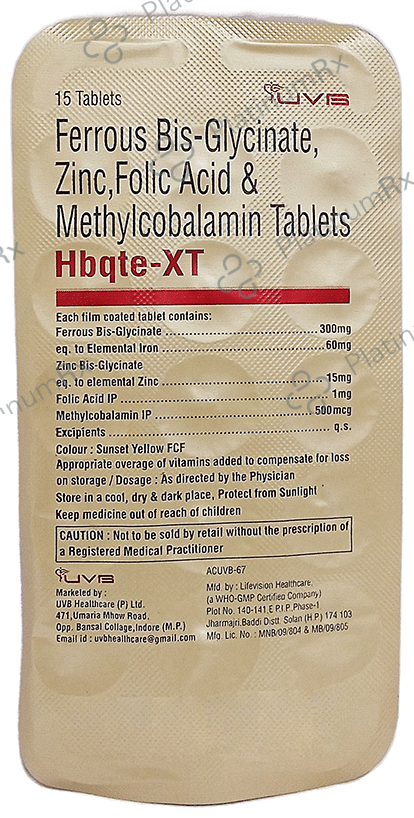 15 Tablets
UVB
Ferrous Bis-Glycinate,
Zinc,Folic Acid &
Methylcobalamin Tablets
Hbqte-XT
Each film coated tablet contains:
Ferrous Bis-Glycinate ........ 300mg
eq. to Elemental Iron ........ 60mg
Zinc Bis-Glycinate
eq. to elemental Zinc ........ 15mg
Folic Acid IP ........ 1mg
Methylcobalamin IP ........ 500mcg
Excipients ........ q.s.
Colour : Sunset Yellow FCF
Appropriate overage of vitamins added to compensate for loss
on storage / Dosage : As directed by the Physician
Store in a cool, dry & dark place, Protect from Sunlight
Keep medicine out of reach of children
CAUTION : Not to be sold by retail without the prescription of
a Registered Medical Practitioner
UVB
Marketed by :
UVB Healthcare (P) Ltd.
471,Umaria Mhow Road,
Opp. Bansal Collage,Indore (M.P.)
Email id : uvbhealthcare@gmail.com
ACUVB-67
Mfd. by : Lifevision Healthcare,
(a WHO-GMP Certified Company)
Plot No. 140-141 E.P.I.P. Phase-1
Jharmajri,Baddi Distt. Solan (H.P.) 174 103
Mfg. Lic. No. : MNB/09/804 & MB/09/805
PlatinumRx
PlatinumRx
PlatinumRx